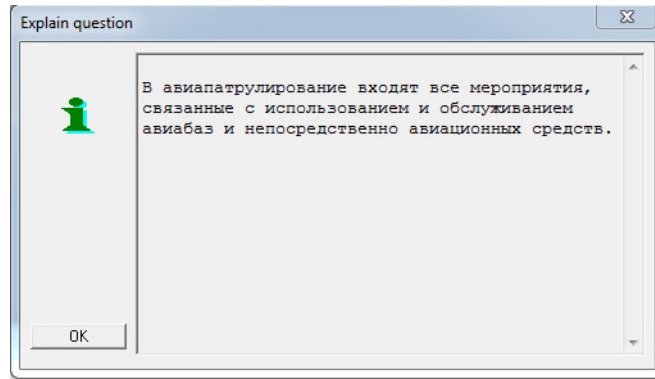 Explain question
В авиапатрулирование входят все мероприятия,
связанные с использованием и обслуживанием
авиабаз и непосредственно авиационных средств.
OK